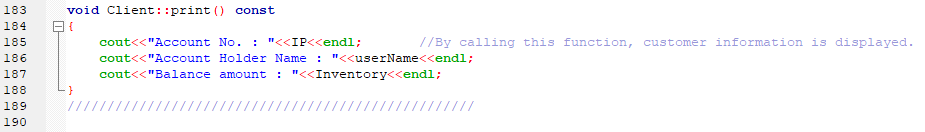 183 void Client::print() const
184 {
185 cout<<"Account No. : "<<IP<<endl; //By calling this function, customer information is displayed.
186 cout<<"Account Holder Name : "<<userName<<endl;
187 cout<<"Balance amount : "<<Inventory<<endl;
188 }
189 ///////////////////////////////////////////////////
190